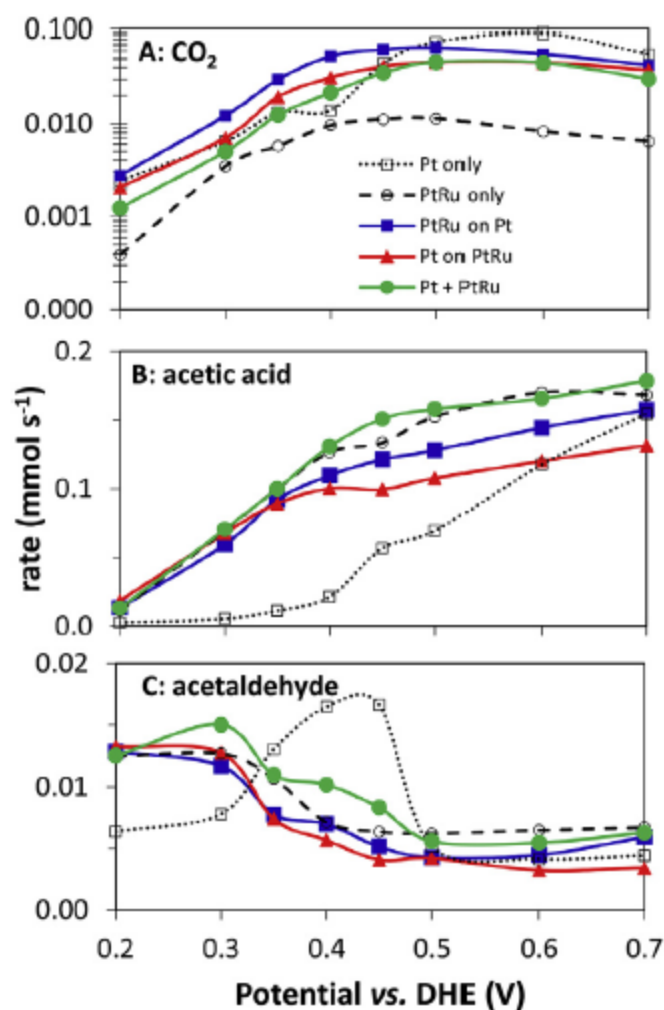 0.100
A: CO₂
0.010
0.001
0.000
Pt only
PtRu only
PtRu on Pt
Pt on PtRu
Pt + PtRu
rate (mmol s⁻¹)
0.2
B: acetic acid
0.1
0.0
0.02
C: acetaldehyde
0.01
0.00
0.2 0.3 0.4 0.5 0.6 0.7
Potential vs. DHE (V)